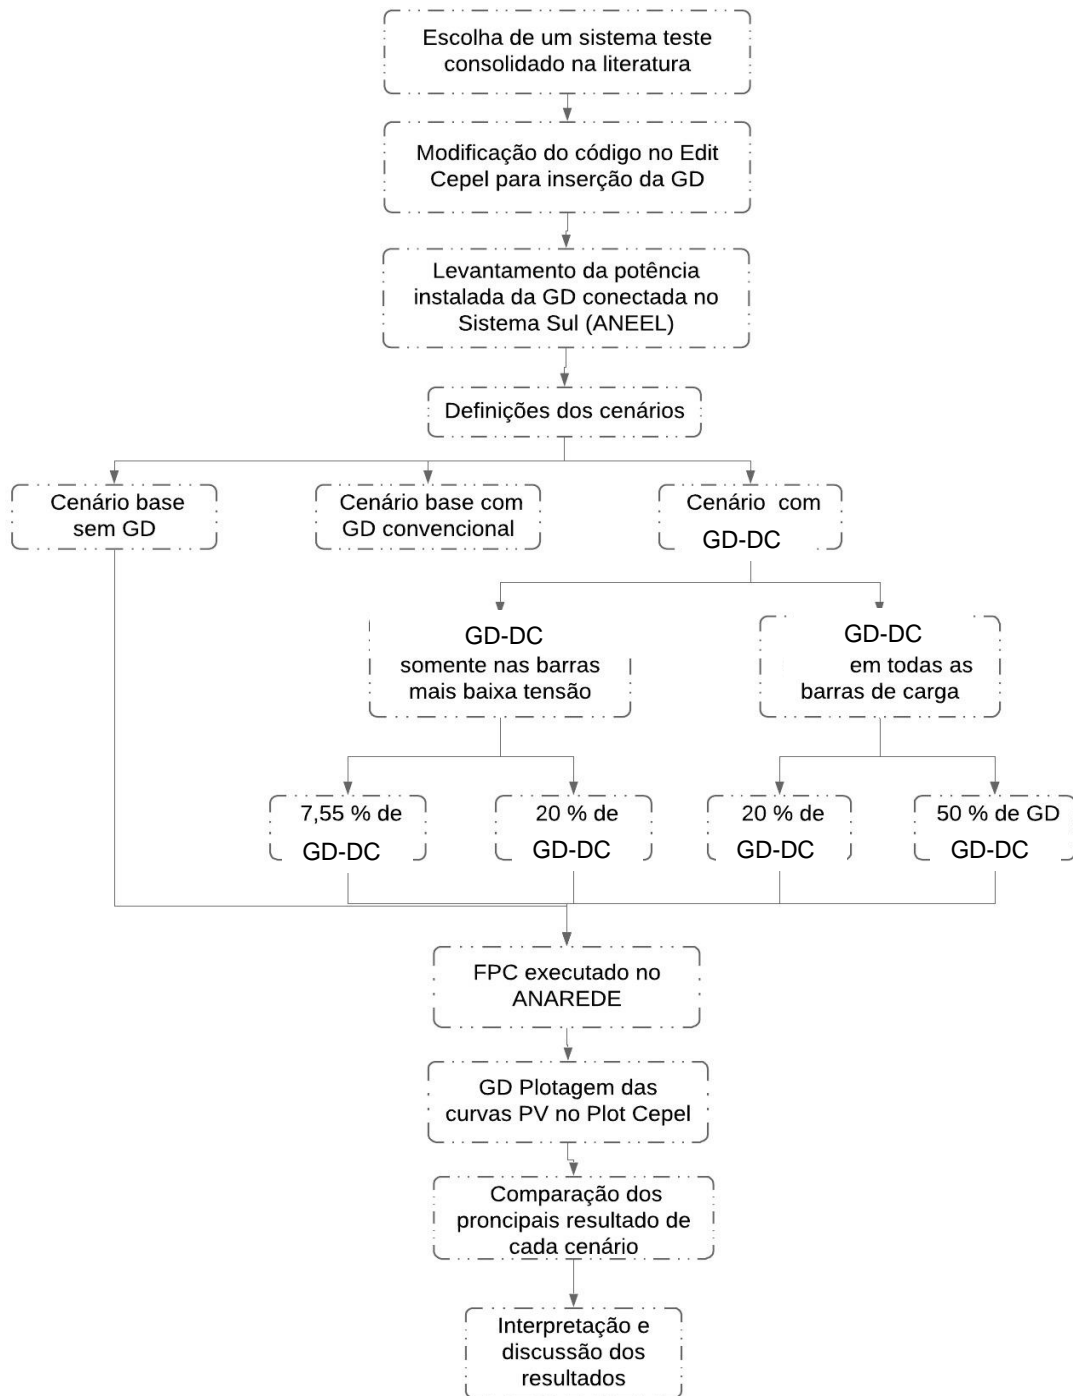 Escolha de um sistema teste
consolidado na literatura
Modificação do código no Edit
Cepel para inserção da GD
Levantamento da potência
instalada da GD conectada no
Sistema Sul (ANEEL)
Definições dos cenários
Cenário base
sem GD
Cenário base com
GD convencional
Cenário com
GD-DC
GD-DC
somente nas barras
mais baixa tensão
GD-DC
em todas as
barras de carga
7,55 % de
GD-DC
20 % de
GD-DC
20 % de
GD-DC
50 % de GD
GD-DC
FPC executado no
ANAREDE
GD Plotagem das
curvas PV no Plot Cepel
Comparação dos
proncipais resultado de
cada cenário
Interpretação e
discussão dos
resultados